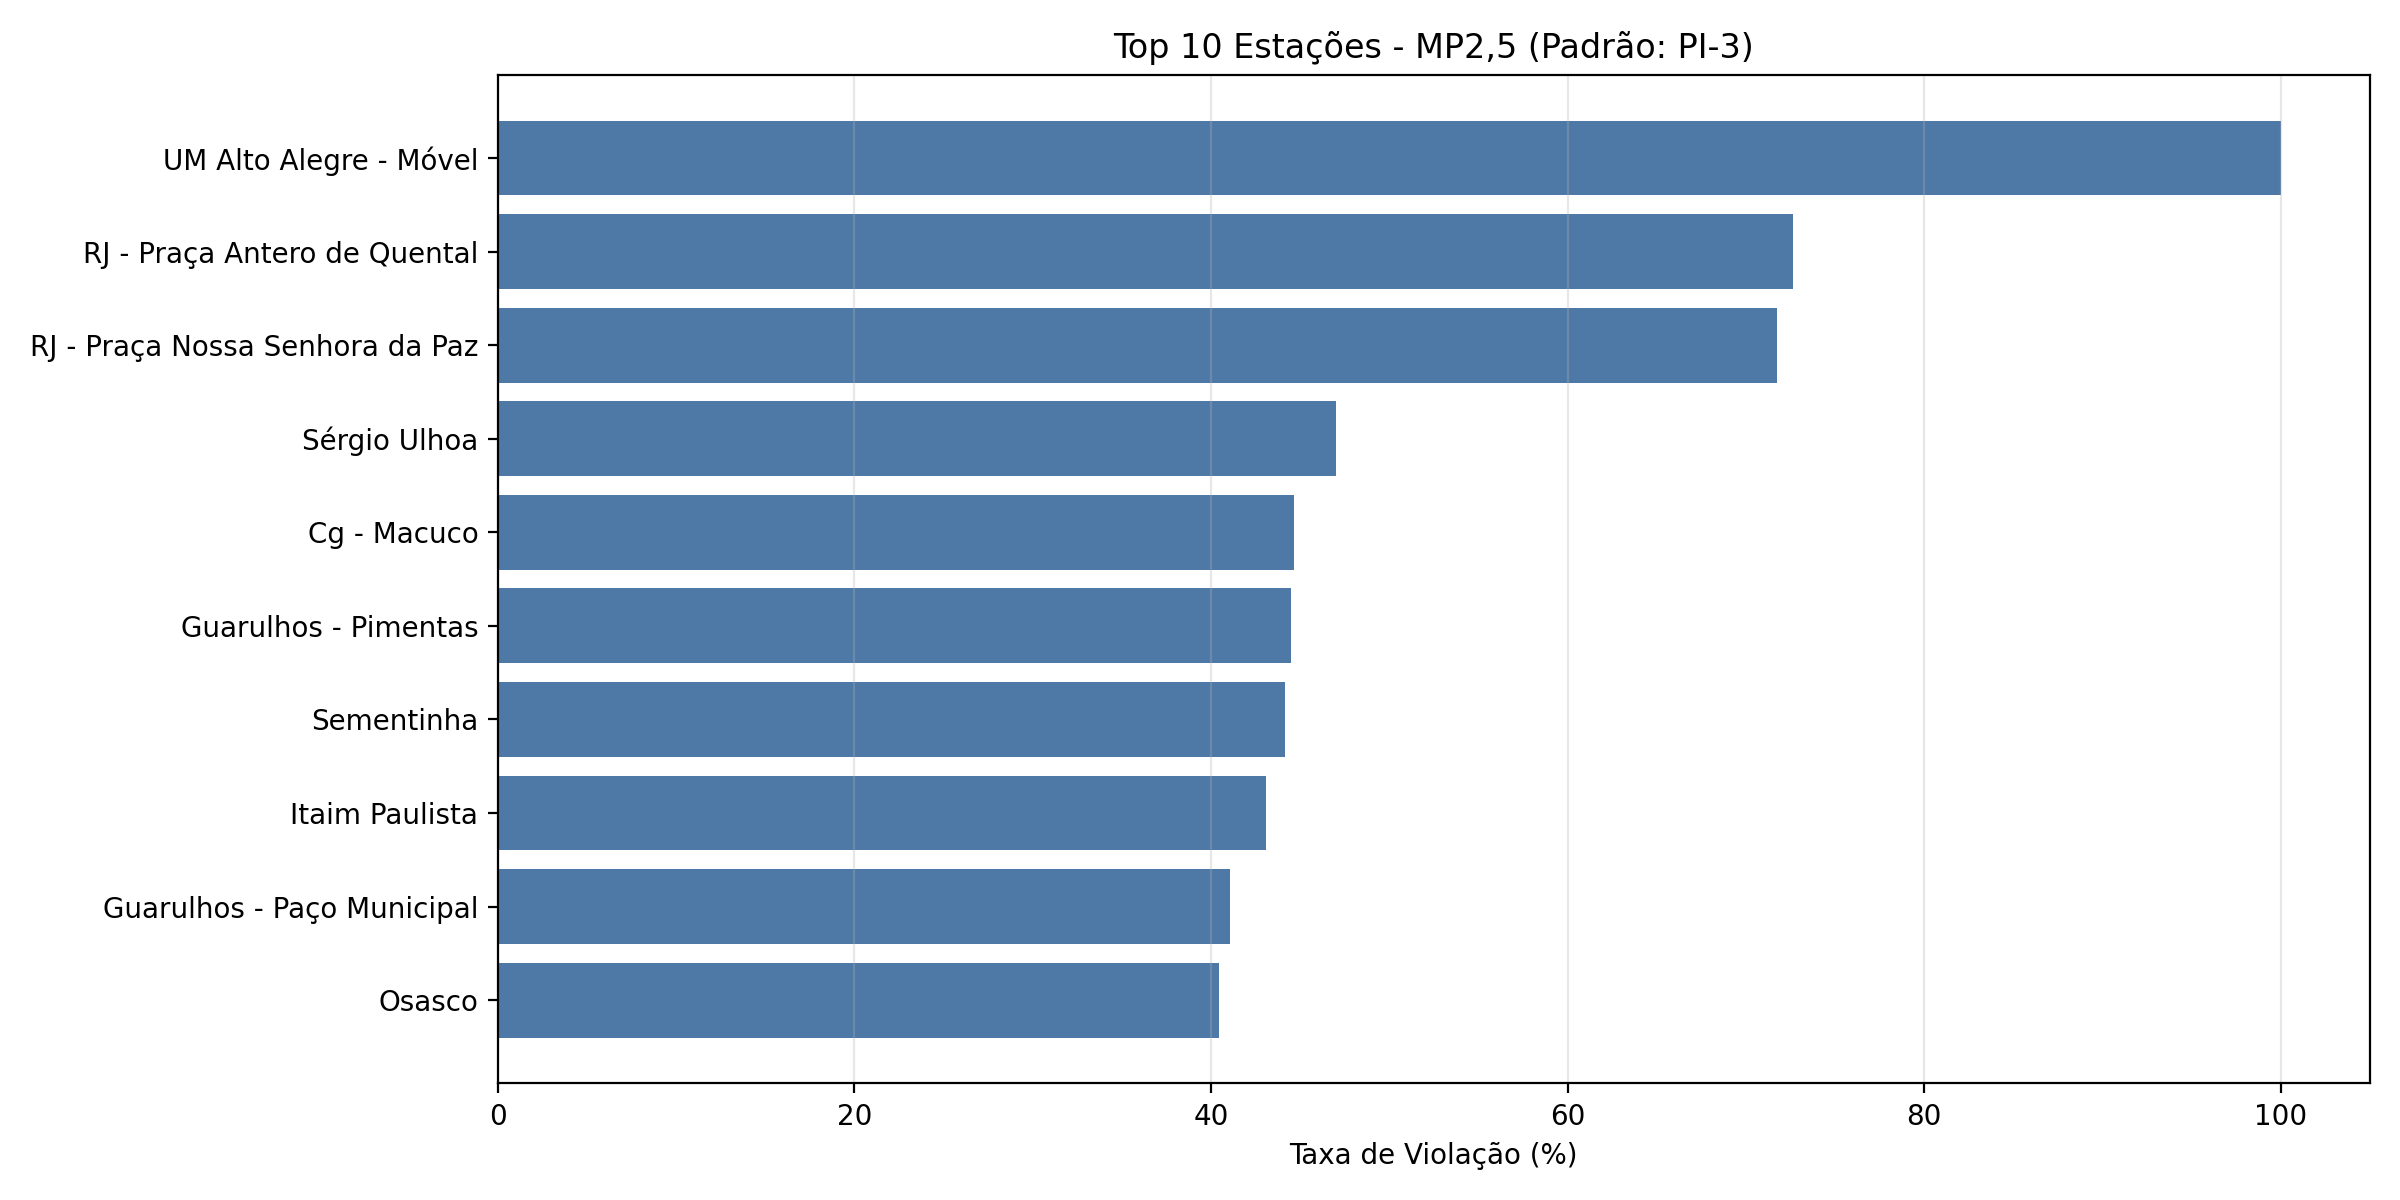 Top 10 Estações - MP2,5 (Padrão: PI-3)
UM Alto Alegre - Móvel
RJ - Praça Antero de Quental
RJ - Praça Nossa Senhora da Paz
Sérgio Ulhoa
Cg - Macuco
Guarulhos - Pimentas
Sementinha
Itaim Paulista
Guarulhos - Paço Municipal
Osasco
0 20 40 60 80 100
Taxa de Violação (%)